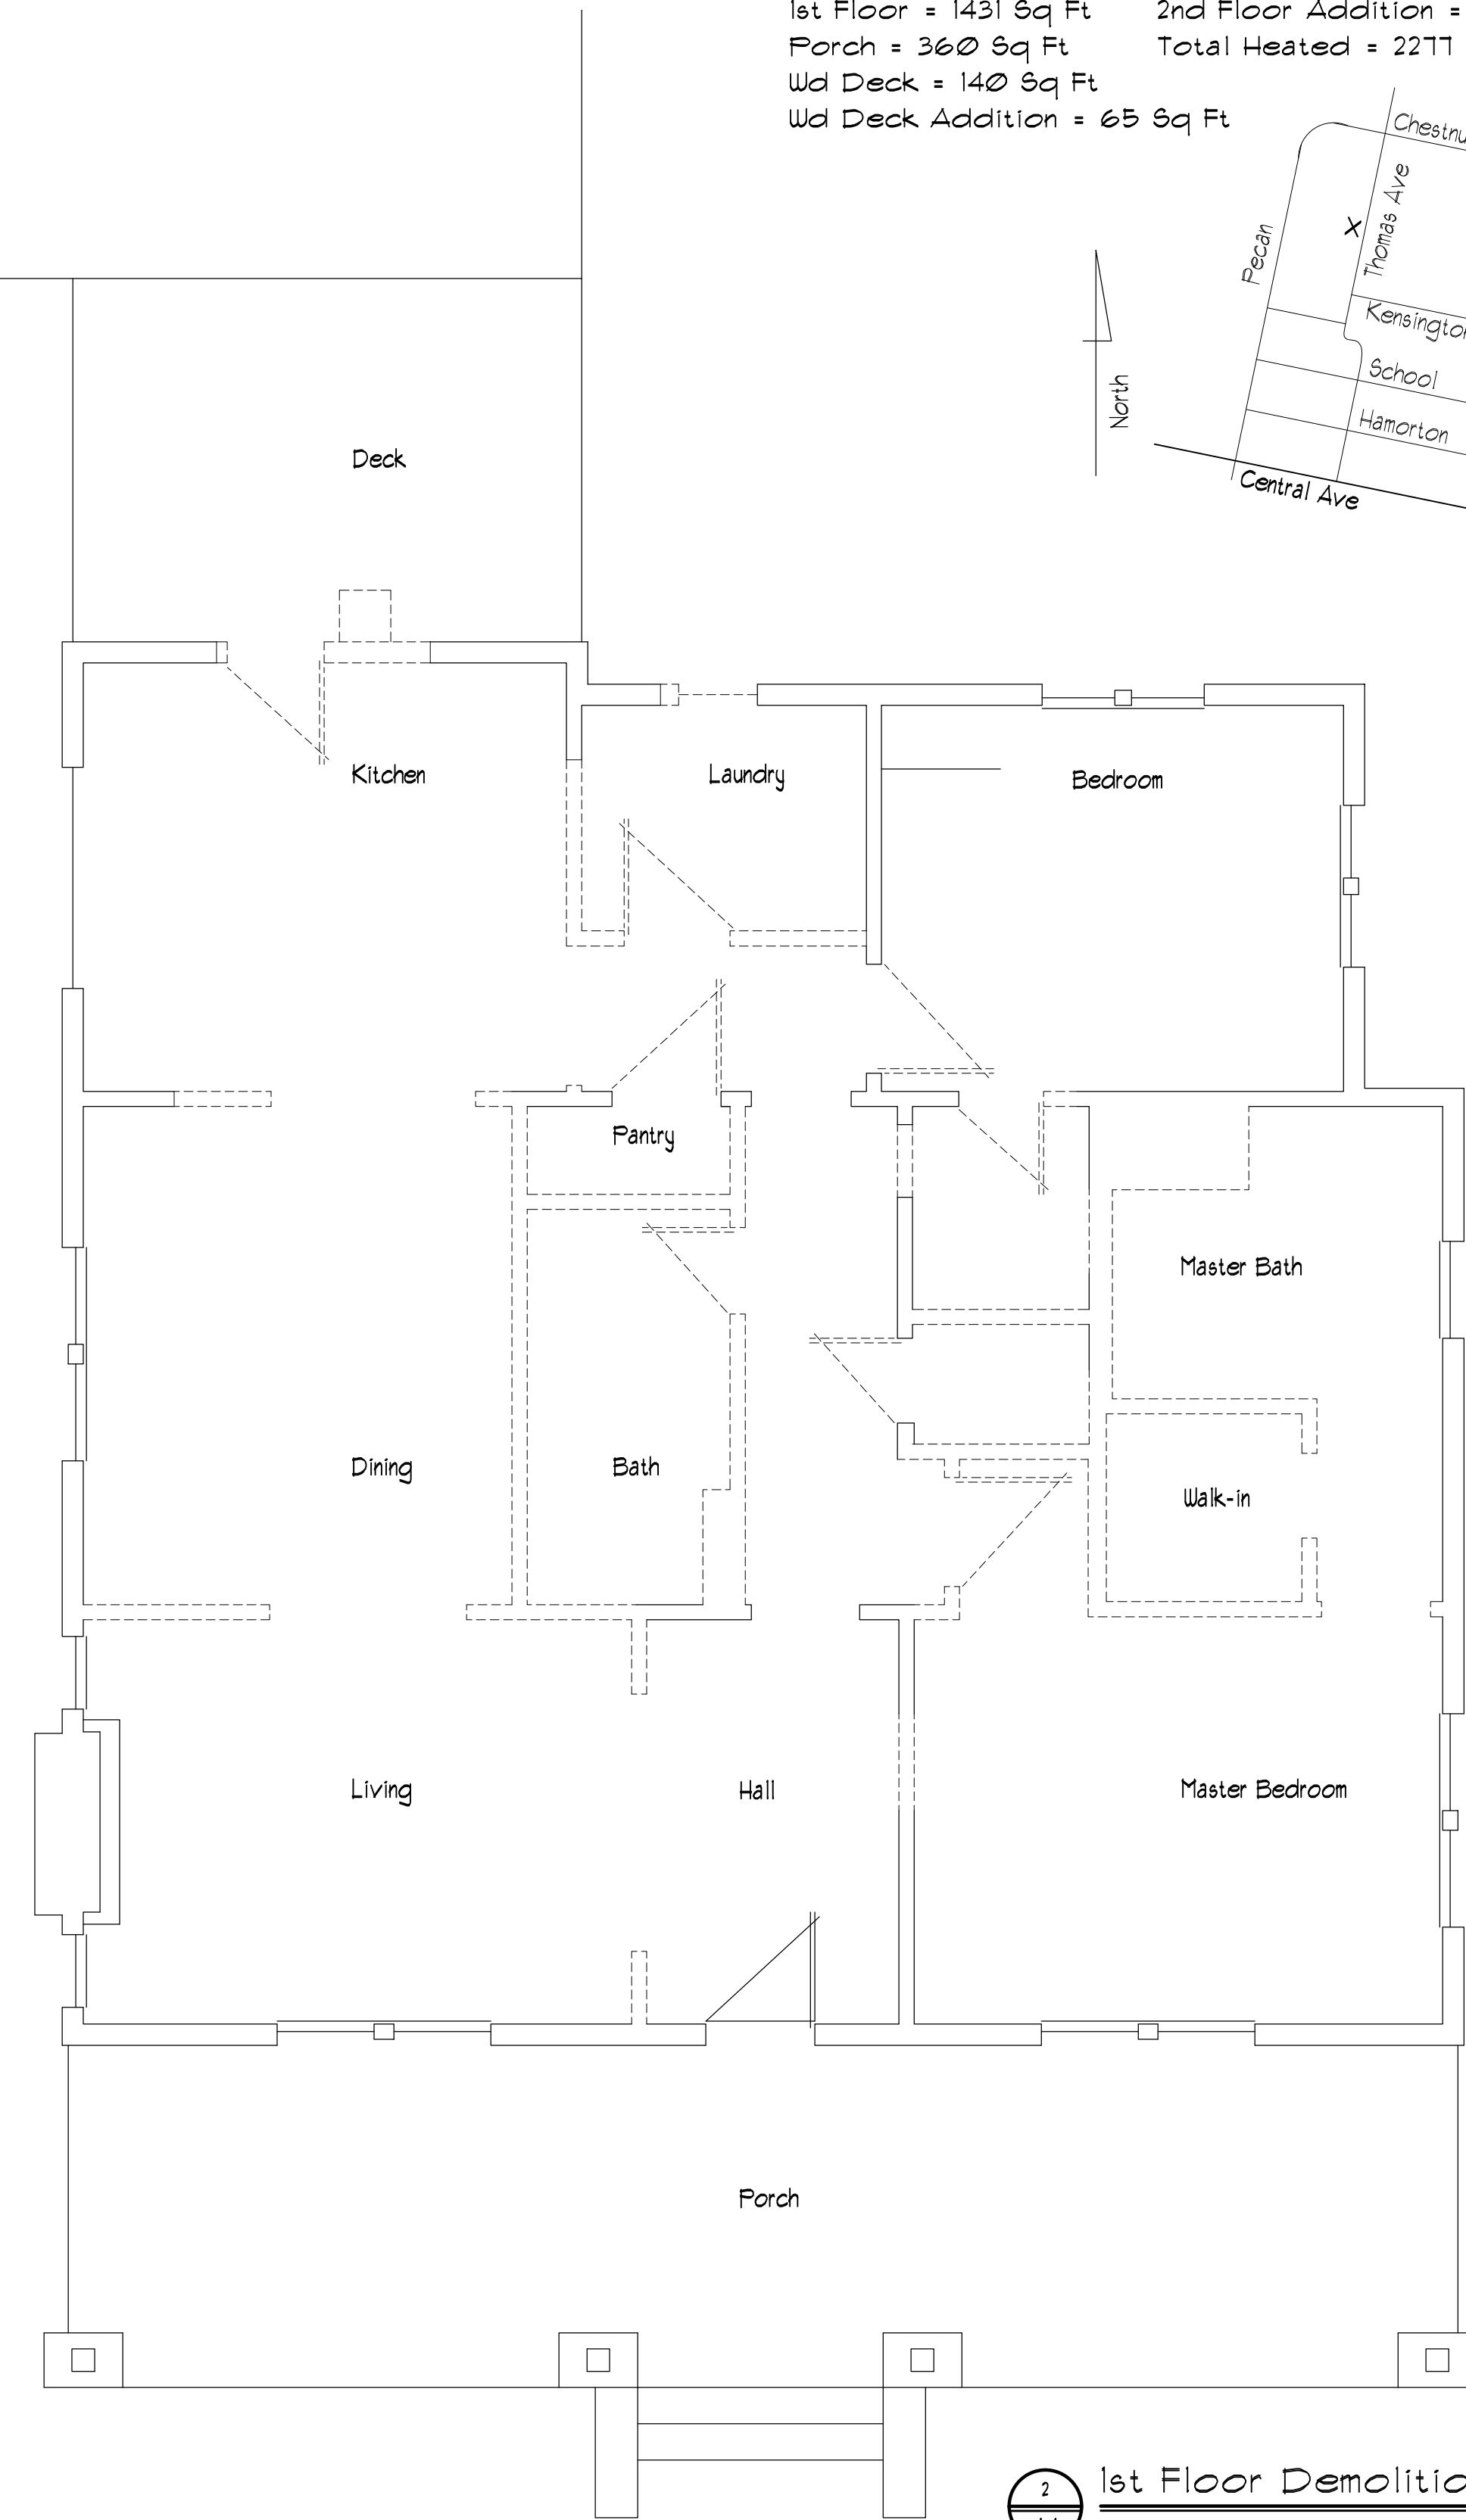 1st Floor = 1431 Sq Ft
2nd Floor Addition =
Porch = 360 Sq Ft
Total Heated = 2277
Wd Deck = 140 Sq Ft
Wd Deck Addition = 65 Sq Ft
Thomas Ave
X
Pecan
School
Hamorton
Central Ave
North
Deck
Kitchen
Laundry
Bedroom
Pantry
Master Bath
Dining
Bath
Walk-in
Living
Hall
Master Bedroom
Porch
2
1st Floor